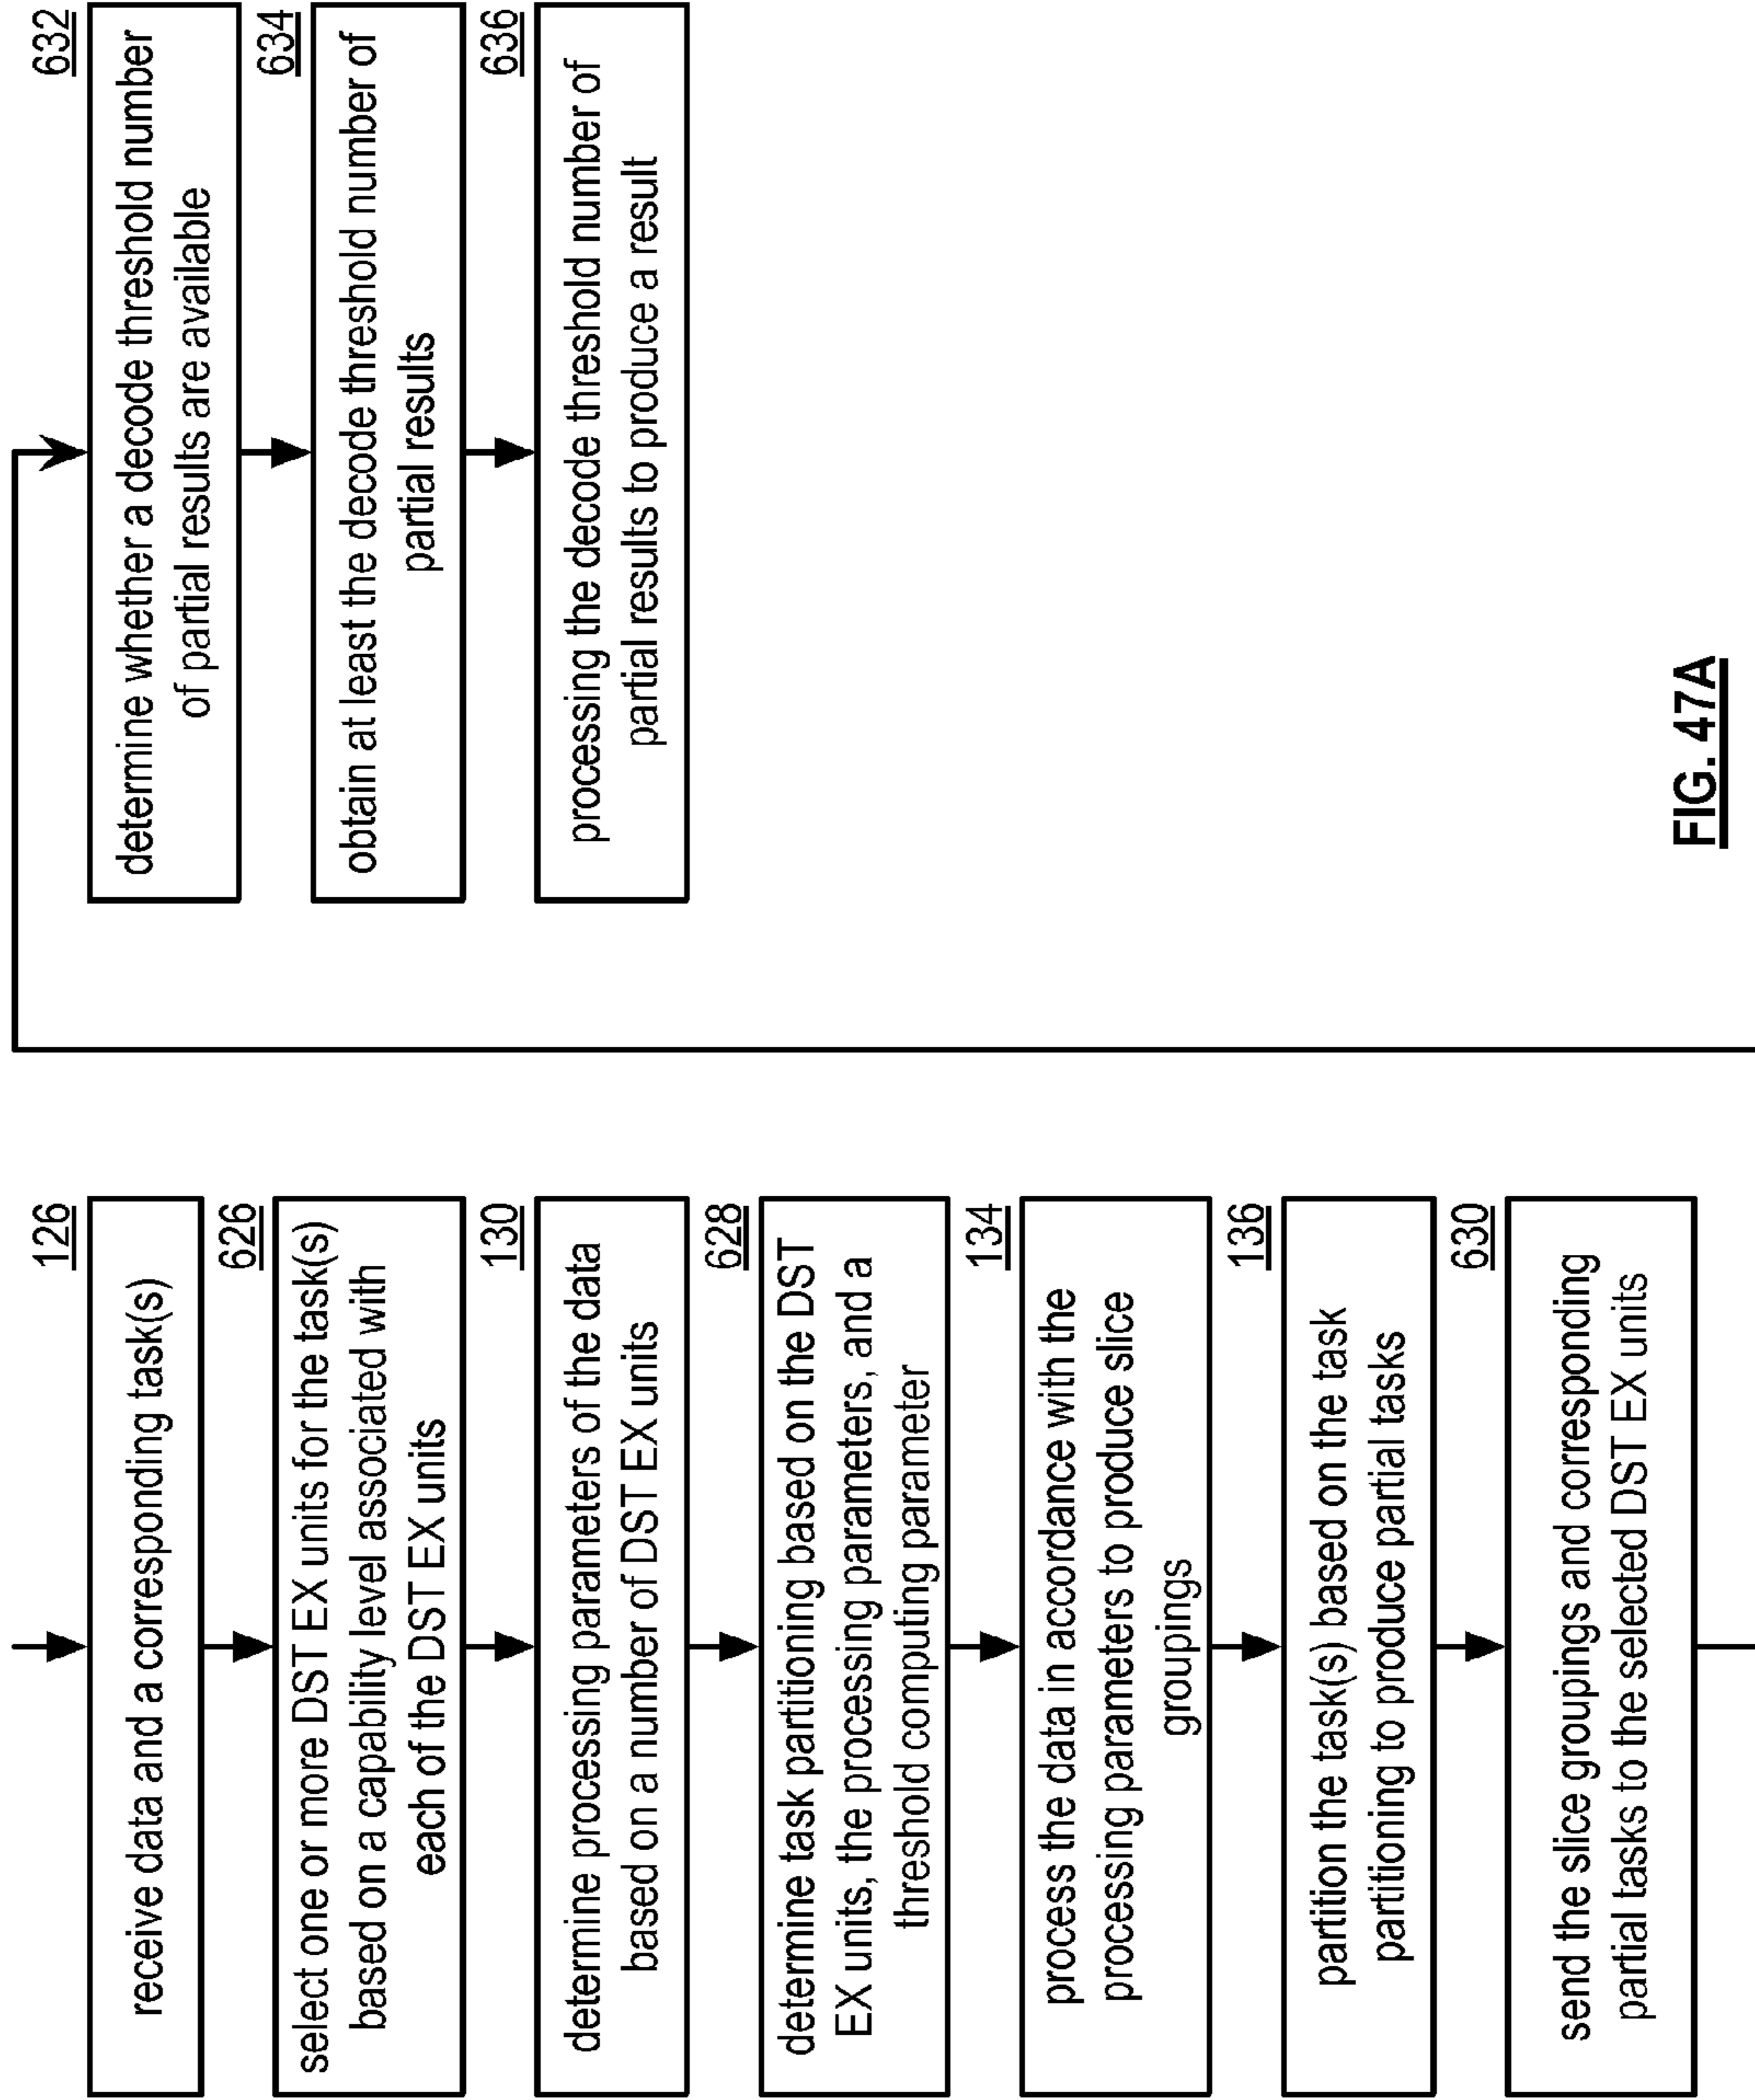 126
receive data and a corresponding task(s)
626
select one or more DST EX units for the task(s)
based on a capability level associated with
each of the DST EX units
130
determine processing parameters of the data
based on a number of DST EX units
628
determine task partitioning based on the DST
EX units, the processing parameters, and a
threshold computing parameter
134
process the data in accordance with the
processing parameters to produce slice
groupings
136
partition the task(s) based on the task
partitioning to produce partial tasks
630
send the slice groupings and corresponding
partial tasks to the selected DST EX units
632
determine whether a decode threshold number
of partial results are available
634
obtain at least the decode threshold number of
partial results
636
processing the decode threshold number of
partial results to produce a result
FIG. 47A